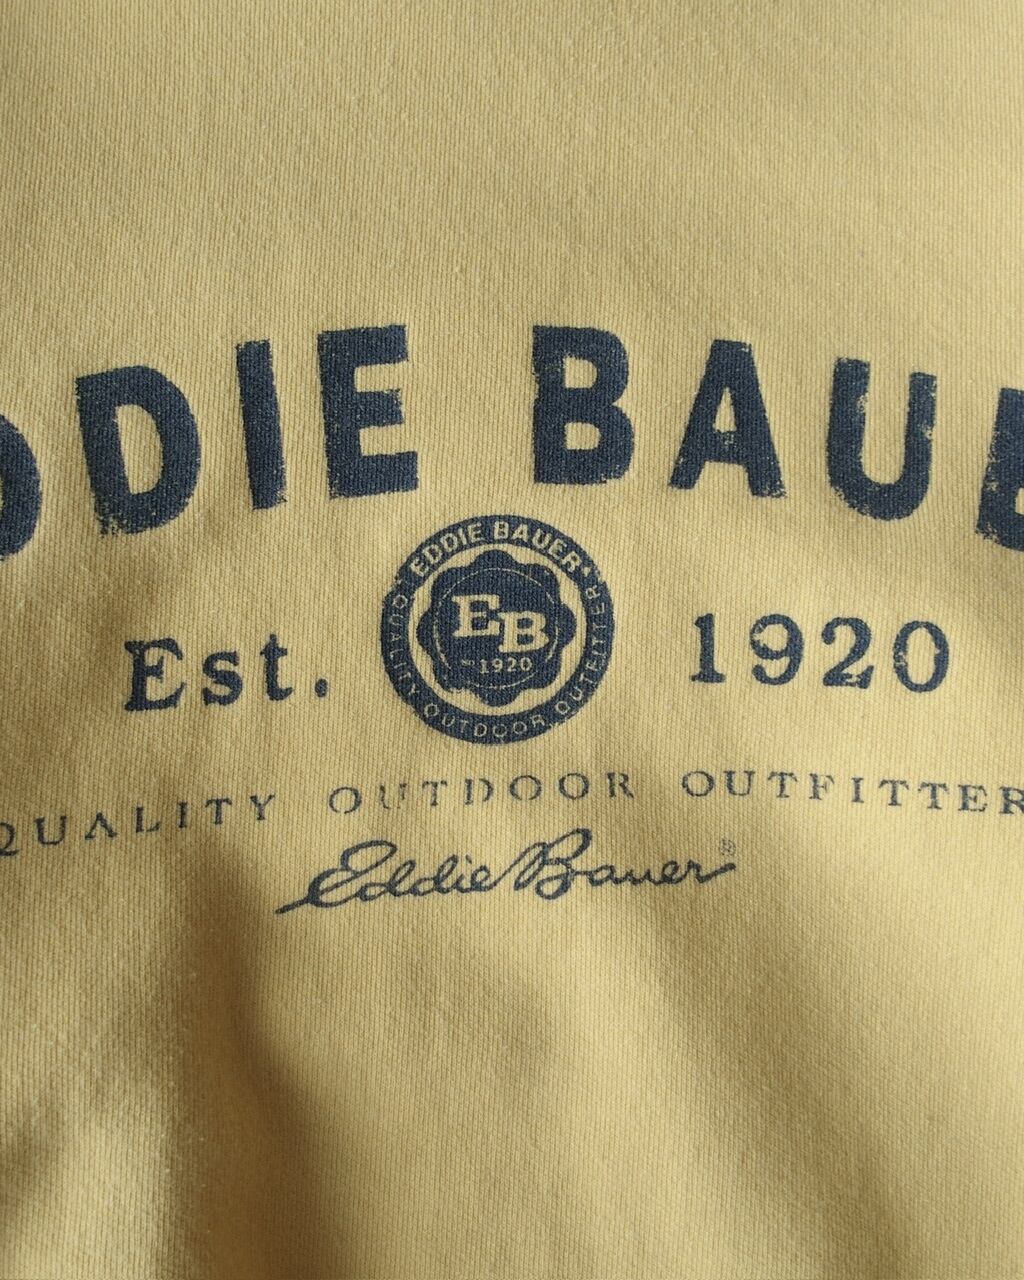 DDIE BAUE
EDDIE BAUER
EB
1920
QUALITY OUTDOOR OUTFITTER
Est. 1920
QUALITY OUTDOOR OUTFITTER
Eddie Bauer®